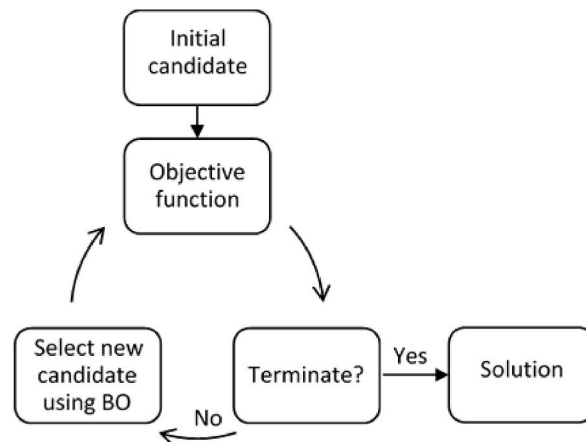 Initial
candidate
Objective
function
Select new
candidate
using BO
Terminate?
Yes
Solution
No